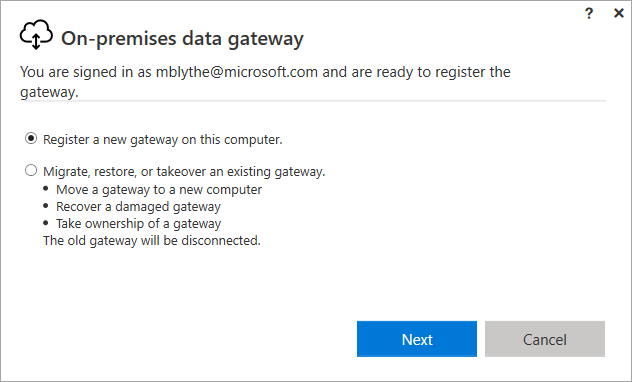 ? ×
On-premises data gateway
You are signed in as mblythe@microsoft.com and are ready to register the
gateway.
Register a new gateway on this computer.
Migrate, restore, or takeover an existing gateway.
• Move a gateway to a new computer
• Recover a damaged gateway
• Take ownership of a gateway
The old gateway will be disconnected.
Next Cancel